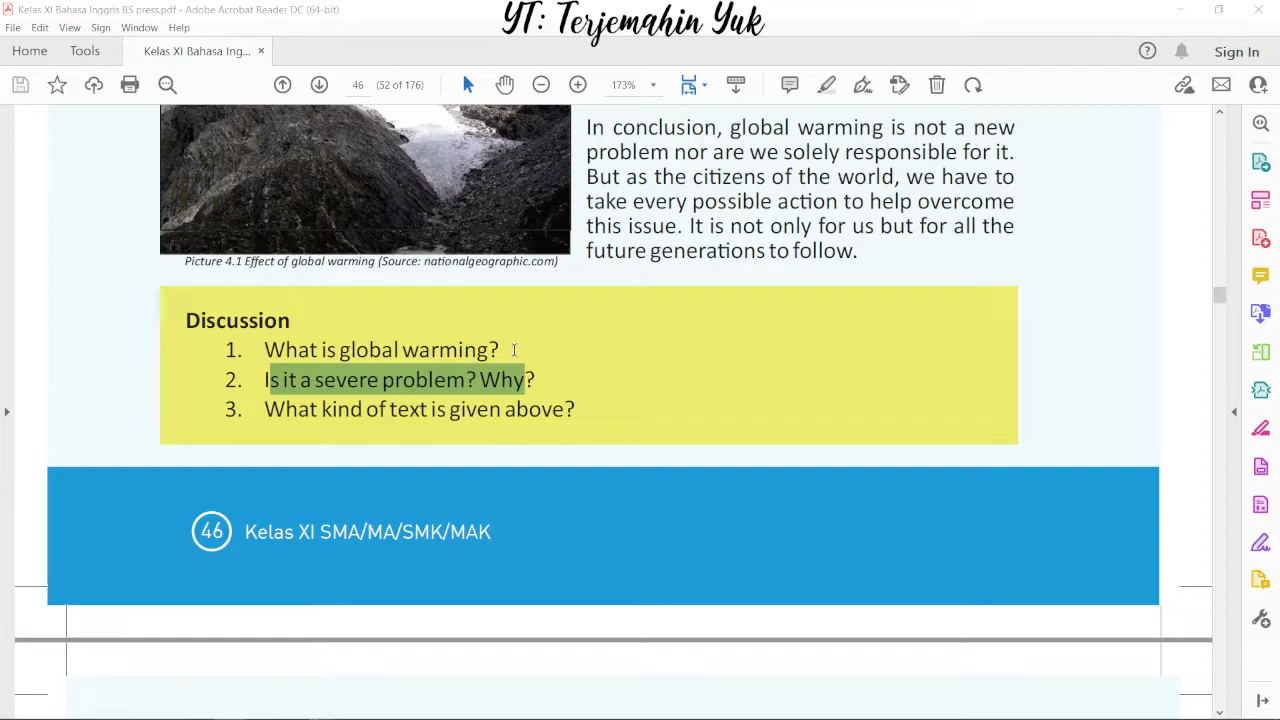 Kelas XI Bahasa Inggris BS press.pdf - Adobe Acrobat Reader DC (64-bit)
YT: Terjemahin Yuk
File Edit View Sign Window Help
Home Tools Kelas XI Bahasa Ing... × Sign In
46 (52 of 176) 173%
In conclusion, global warming is not a new
problem nor are we solely responsible for it.
But as the citizens of the world, we have to
take every possible action to help overcome
this issue. It is not only for us but for all the
future generations to follow.
Picture 4.1 Effect of global warming (Source: nationalgeographic.com)
Discussion
1. What is global warming?
2. Is it a severe problem? Why?
3. What kind of text is given above?
46 Kelas XI SMA/MA/SMK/MAK